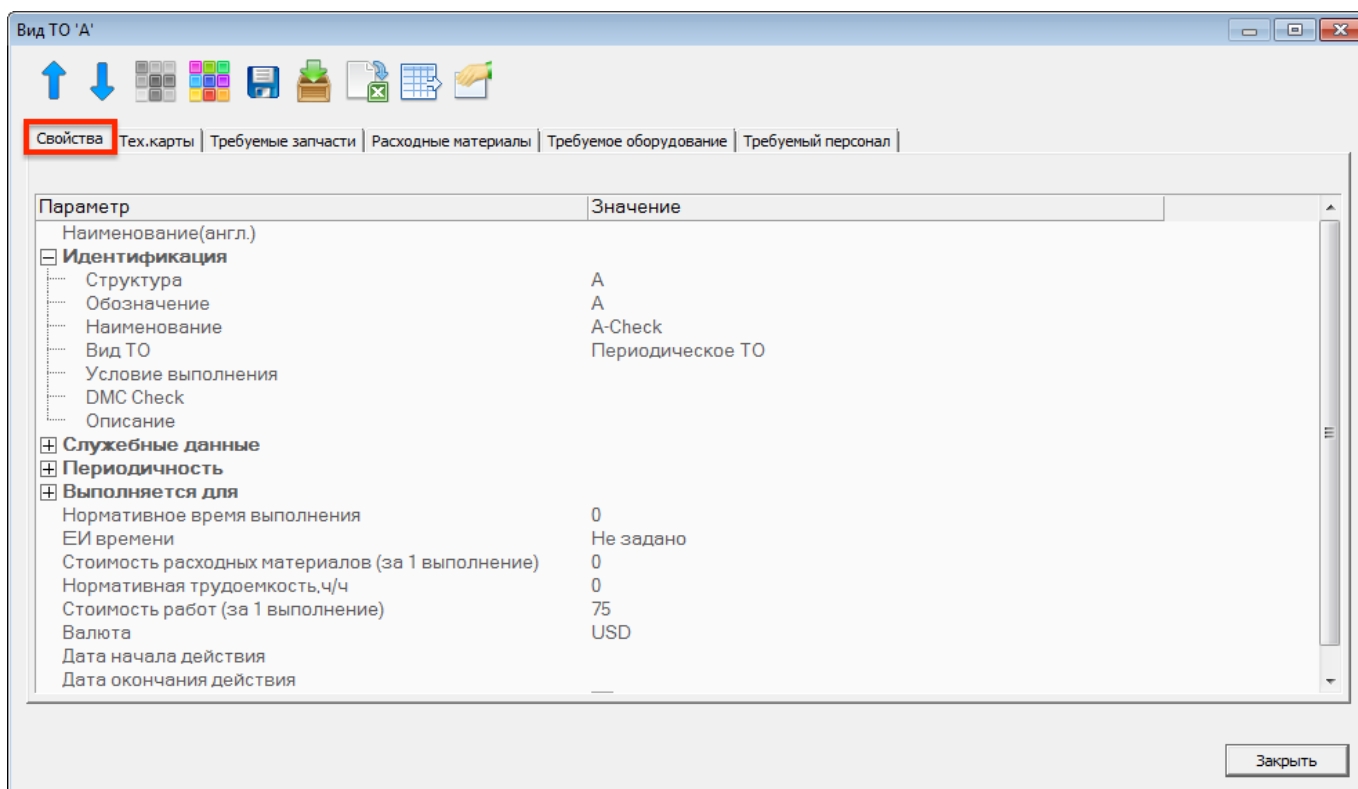 Вид ТО 'A'
Свойства Тех.карты Требуемые запчасти Расходные материалы Требуемое оборудование Требуемый персонал
Параметр Значение
Наименование(англ.)
Идентификация
Структура A
Обозначение A
Наименование A-Check
Вид ТО Периодическое ТО
Условие выполнения
DMC Check
Описание
Служебные данные
Периодичность
Выполняется для
Нормативное время выполнения 0
ЕИ времени Не задано
Стоимость расходных материалов (за 1 выполнение) 0
Нормативная трудоемкость,ч/ч 0
Стоимость работ (за 1 выполнение) 75
Валюта USD
Дата начала действия
Дата окончания действия
Закрыть